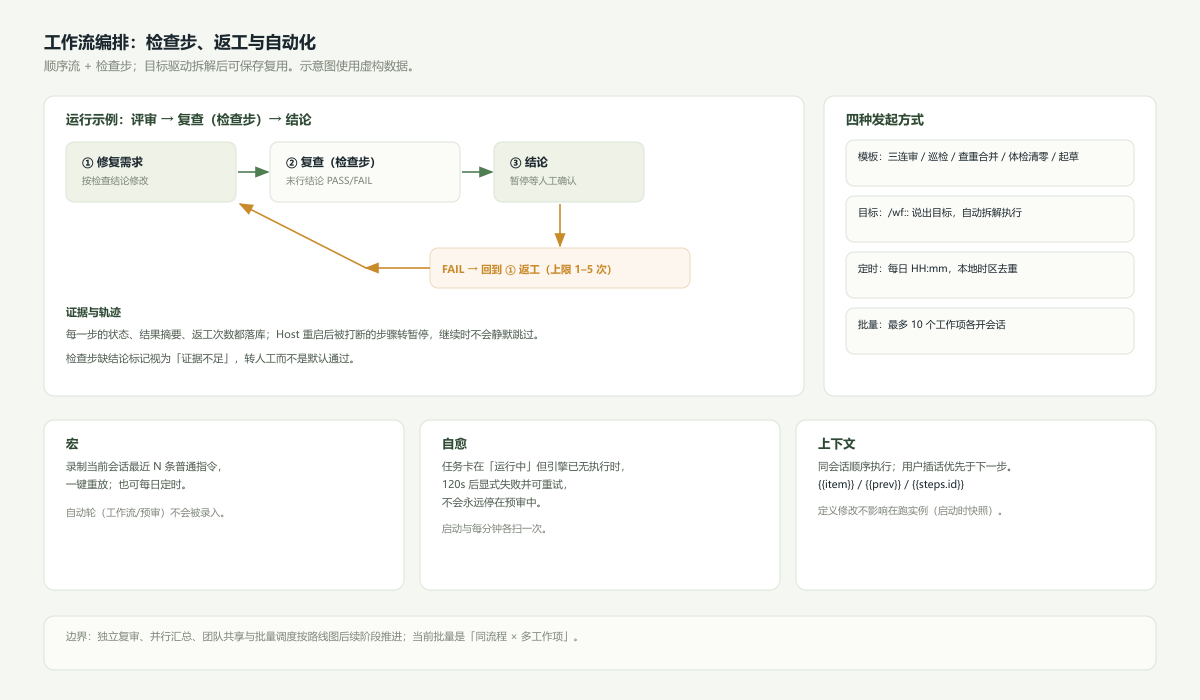 工作流编排：检查步、返工与自动化
顺序流 + 检查步；目标驱动拆解后可保存复用。示意图使用虚构数据。
运行示例：评审 → 复查（检查步）→ 结论
① 修复需求
按检查结论修改
② 复查（检查步）
末行结论 PASS/FAIL
③ 结论
暂停等人工确认
FAIL → 回到 ① 返工（上限 1–5 次）
证据与轨迹
每一步的状态、结果摘要、返工次数都落库；Host 重启后被打断的步骤转暂停，继续时不会静默跳过。
检查步缺结论标记视为「证据不足」，转人工而不是默认通过。
四种发起方式
模板：三连审 / 巡检 / 查重合并 / 体检清零 / 起草
目标：/wf:: 说出目标，自动拆解执行
定时：每日 HH:mm，本地时区去重
批量：最多 10 个工作项各开会话
宏
录制当前会话最近 N 条普通指令，
一键重放；也可每日定时。
自动轮（工作流/预审）不会被录入。
自愈
任务卡在「运行中」但引擎已无执行时，
120s 后显式失败并可重试，
不会永远停在预审中。
启动与每分钟各扫一次。
上下文
同会话顺序执行；用户插话优先于下一步。
{{item}} / {{prev}} / {{steps.id}}
定义修改不影响在跑实例（启动时快照）。
边界：独立复审、并行汇总、团队共享与批量调度按路线图后续阶段推进；当前批量是「同流程 × 多工作项」。